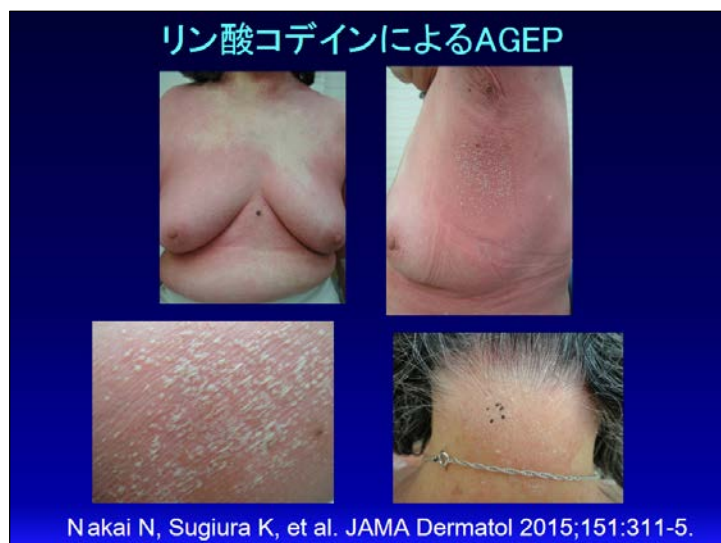 リン酸コデインによるAGEP
Nakai N, Sugiura K, et al. JAMA Dermatol 2015;151:311-5.